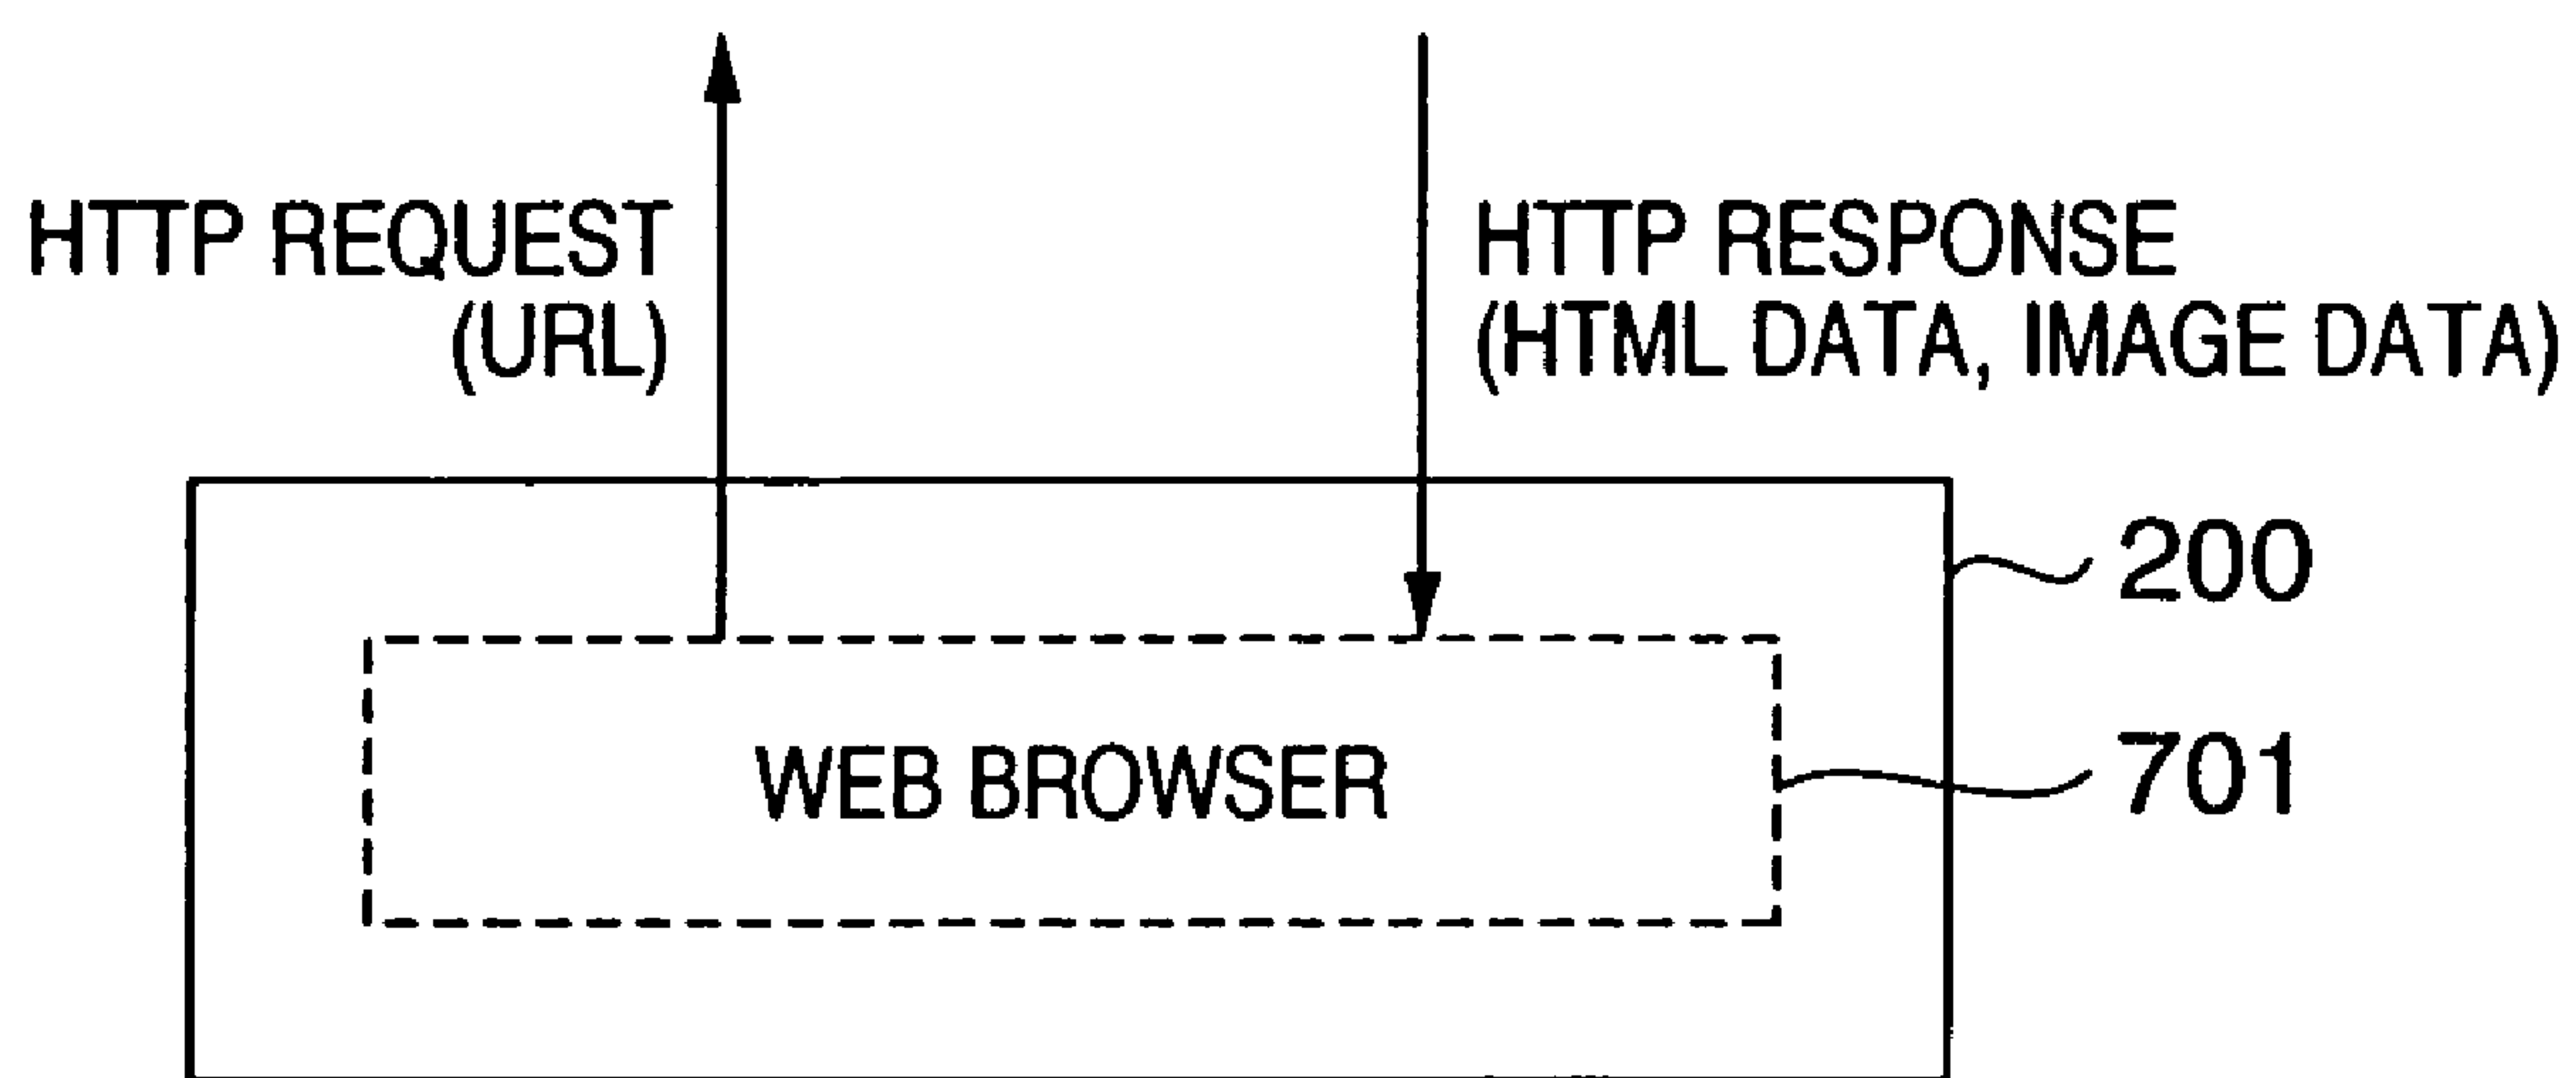 HTTP REQUEST
(URL)
HTTP RESPONSE
(HTML DATA, IMAGE DATA)
200
WEB BROWSER
701